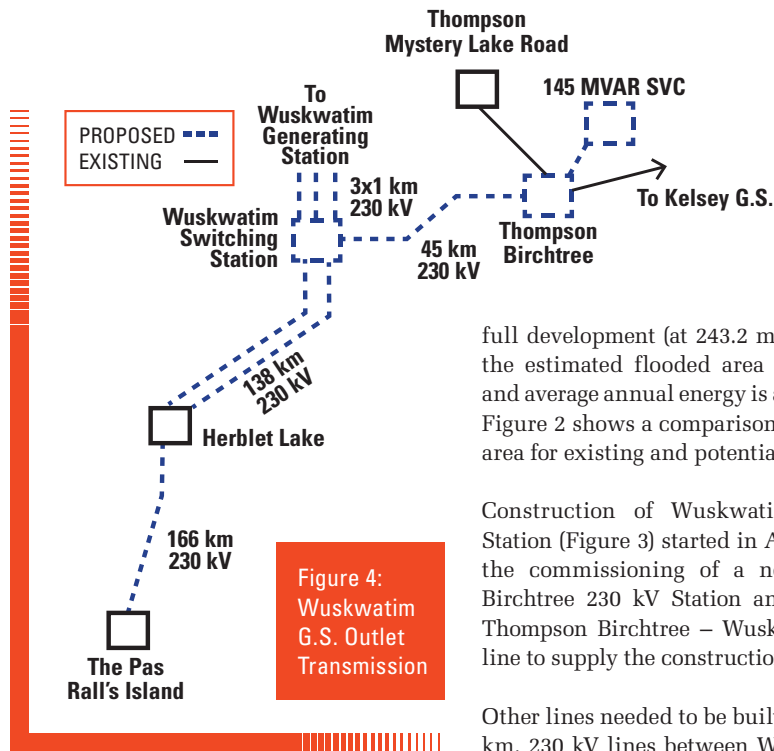 Thompson
Mystery Lake Road
145 MVAR SVC
To
Wuskwatim
Generating
Station
PROPOSED
EXISTING
3x1 km
230 kV
To Kelsey G.S.
Wuskwatim
Switching
Station
Thompson
Birchtree
45 km
230 kV
138 km
230 kV
Herblet Lake
166 km
230 kV
Figure 4:
Wuskwatim
G.S. Outlet
Transmission
The Pas
Rall's Island
full development (at 243.2 m
the estimated flooded area
and average annual energy is a
Figure 2 shows a comparison
area for existing and potentia
Construction of Wuskwati
Station (Figure 3) started in A
the commissioning of a ne
Birchtree 230 kV Station an
Thompson Birchtree – Wusk
line to supply the constructio
Other lines needed to be built
km, 230 kV lines between W